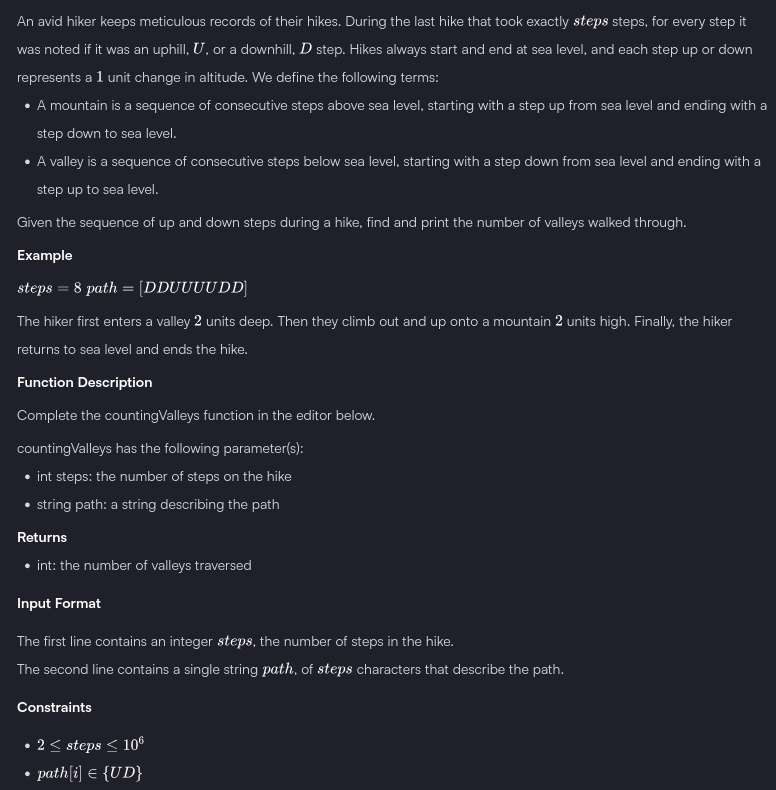 An avid hiker keeps meticulous records of their hikes. During the last hike that took exactly steps steps, for every step it
was noted if it was an uphill, U, or a downhill, D step. Hikes always start and end at sea level, and each step up or down
represents a 1 unit change in altitude. We define the following terms:
• A mountain is a sequence of consecutive steps above sea level, starting with a step up from sea level and ending with a
step down to sea level.
• A valley is a sequence of consecutive steps below sea level, starting with a step down from sea level and ending with a
step up to sea level.
Given the sequence of up and down steps during a hike, find and print the number of valleys walked through.
Example
steps = 8 path = [DDUUUUDD]
The hiker first enters a valley 2 units deep. Then they climb out and up onto a mountain 2 units high. Finally, the hiker
returns to sea level and ends the hike.
Function Description
Complete the countingValleys function in the editor below.
countingValleys has the following parameter(s):
• int steps: the number of steps on the hike
• string path: a string describing the path
Returns
• int: the number of valleys traversed
Input Format
The first line contains an integer steps, the number of steps in the hike.
The second line contains a single string path, of steps characters that describe the path.
Constraints
• 2 ≤ steps ≤ 10⁶
• path[i] ∈ {UD}